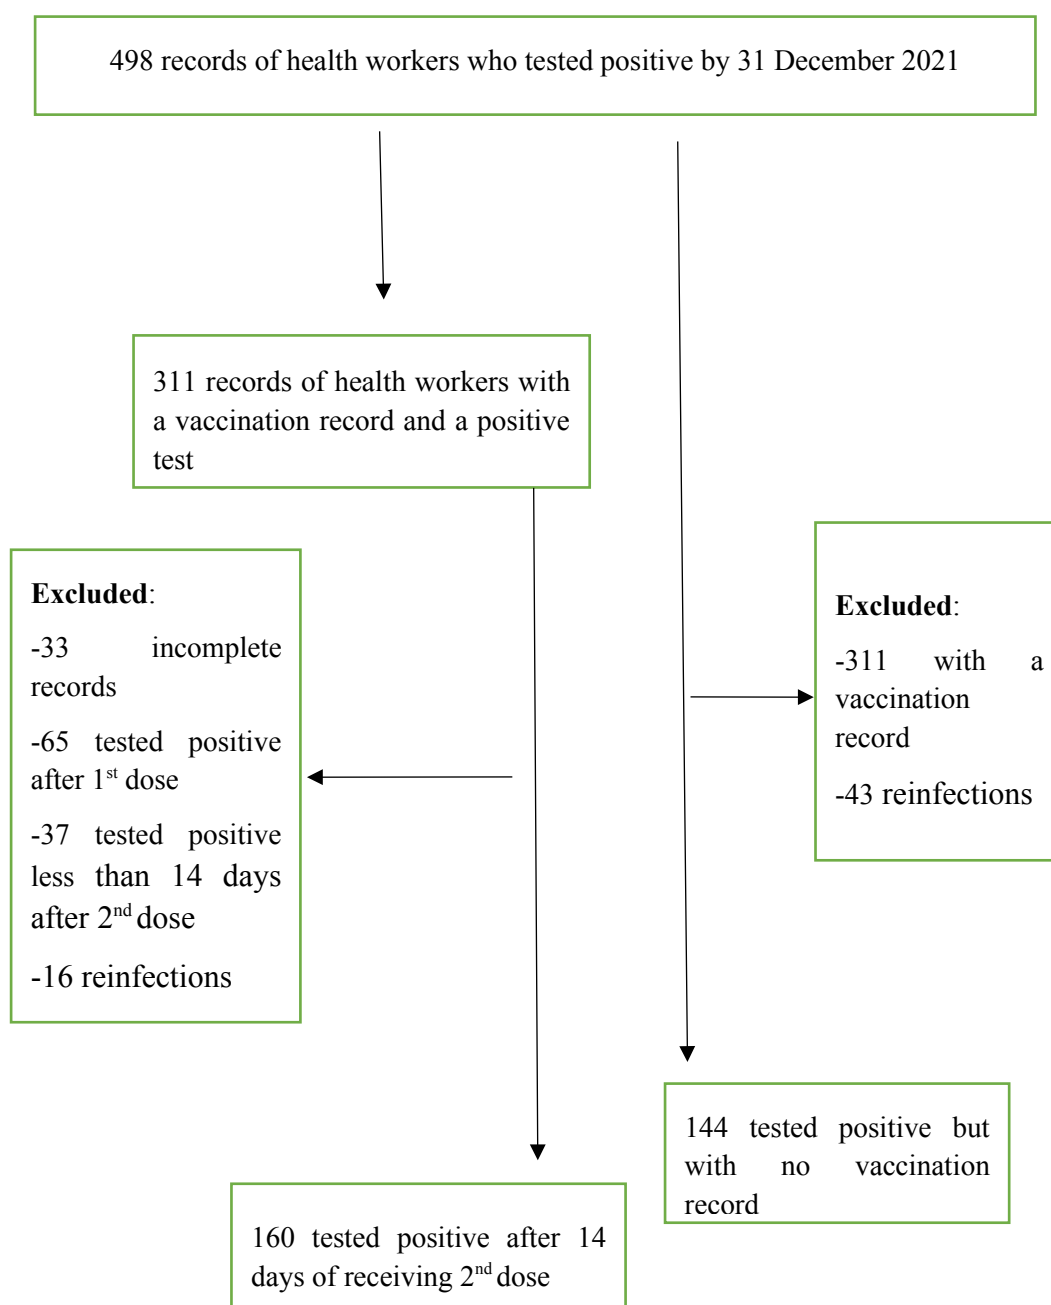 498 records of health workers who tested positive by 31 December 2021
311 records of health workers with
a vaccination record and a positive
test
Excluded:
-33 incomplete
records
-65 tested positive
after 1st dose
-37 tested positive
less than 14 days
after 2nd dose
-16 reinfections
Excluded:
-311 with a
vaccination
record
-43 reinfections
144 tested positive but
with no vaccination
record
160 tested positive after 14
days of receiving 2nd dose